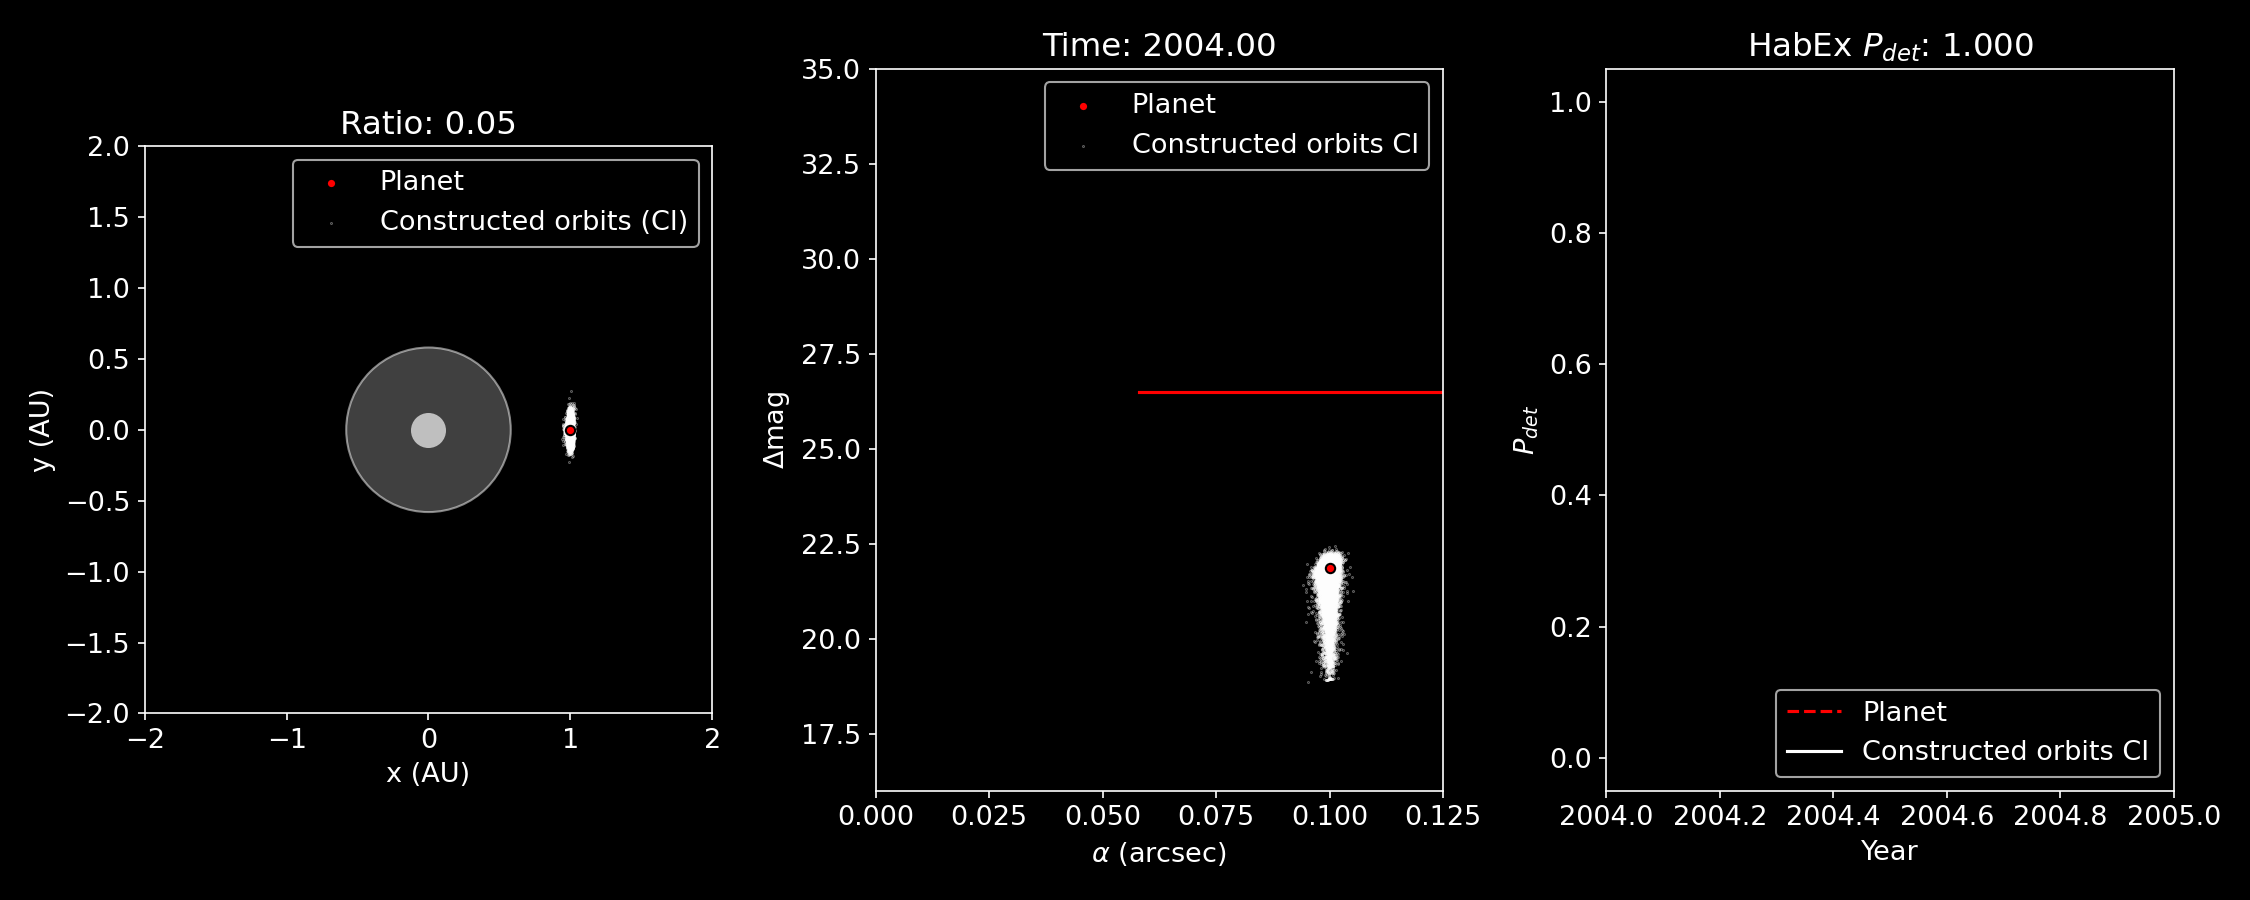 Ratio: 0.05
2.0
1.5
1.0
0.5
0.0
−0.5
−1.0
−1.5
−2.0
−2 −1 0 1 2
x (AU)
y (AU)
Planet
Constructed orbits (CI)
Time: 2004.00
35.0
32.5
30.0
27.5
25.0
22.5
20.0
17.5
0.000 0.025 0.050 0.075 0.100 0.125
α (arcsec)
Δmag
Planet
Constructed orbits CI
HabEx P_det: 1.000
1.0
0.8
0.6
0.4
0.2
0.0
2004.0 2004.2 2004.4 2004.6 2004.8 2005.0
Year
P_det
Planet
Constructed orbits CI